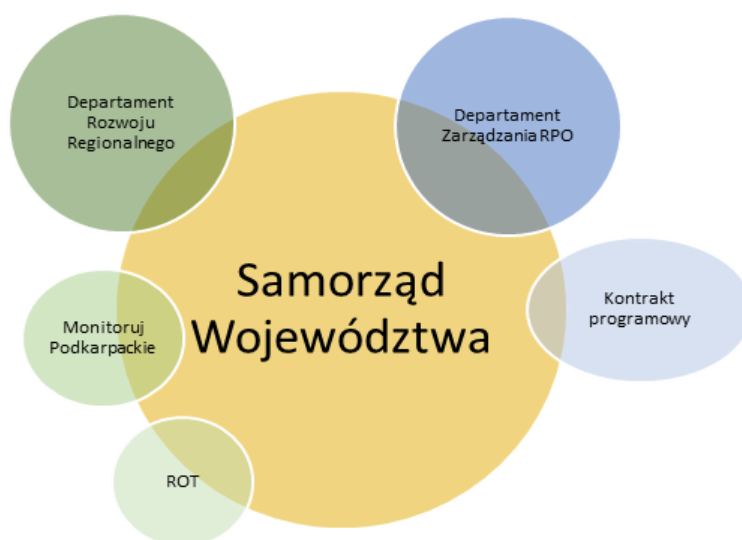 Departament
Rozwoju
Regionalnego
Departament
Zarządzania RPO
Samorząd
Województwa
Kontrakt
programowy
Monitoruj
Podkarpackie
ROT